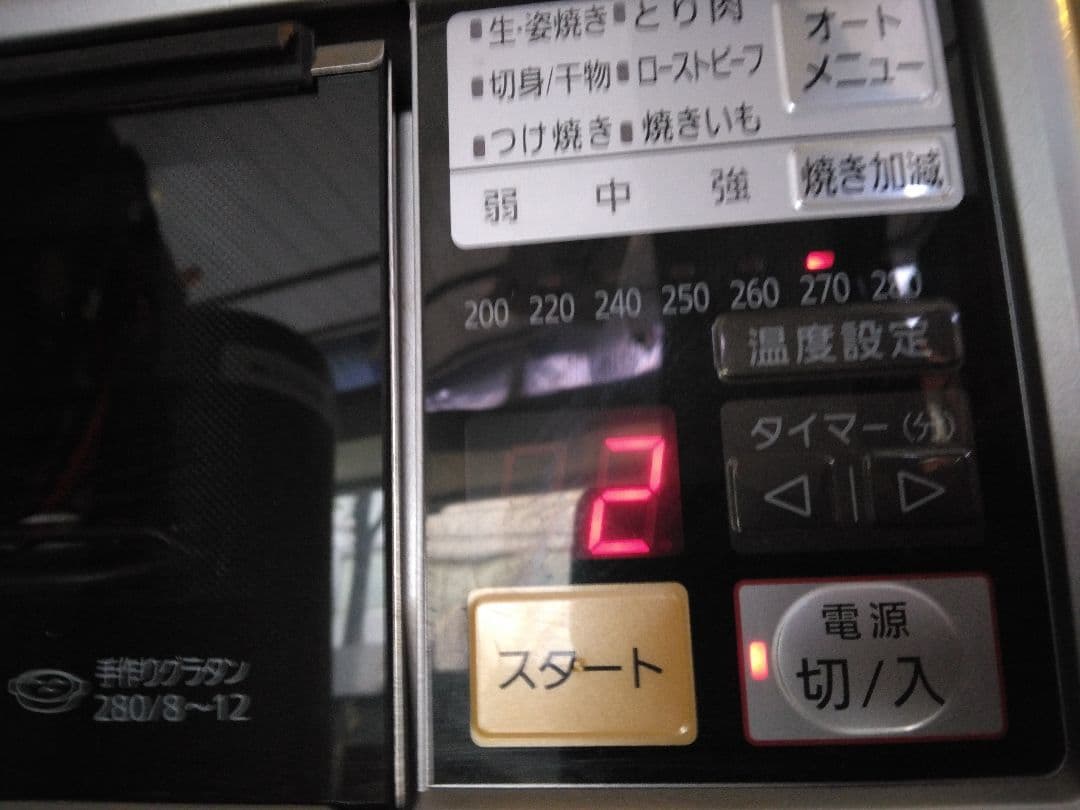 生・姿焼き とり肉
オート
メニュー
切身/干物 ローストビーフ
つけ焼き 焼きいも
弱 中 強 焼き加減
200 220 240 250 260 270 280
温度設定
タイマー(分)
2
スタート
電源
切/入
手作りグラタン
280/8～12